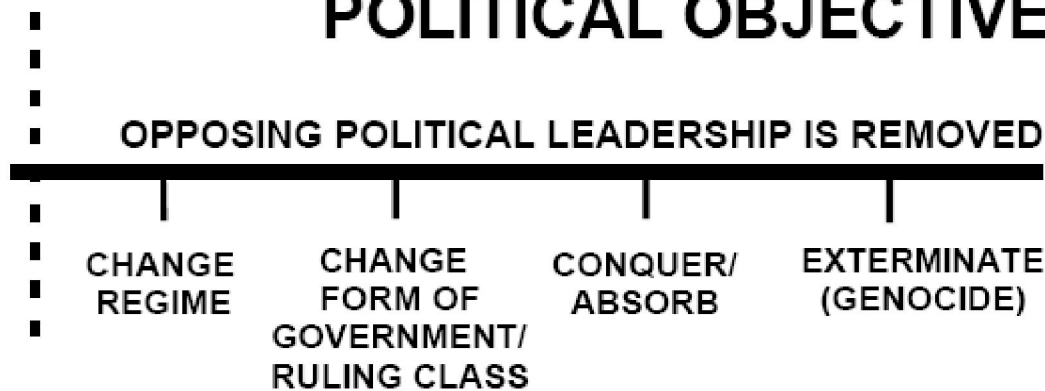 POLITICAL OBJECTIVE
OPPOSING POLITICAL LEADERSHIP IS REMOVED
CHANGE
REGIME
CHANGE
FORM OF
GOVERNMENT/
RULING CLASS
CONQUER/
ABSORB
EXTERMINATE
(GENOCIDE)